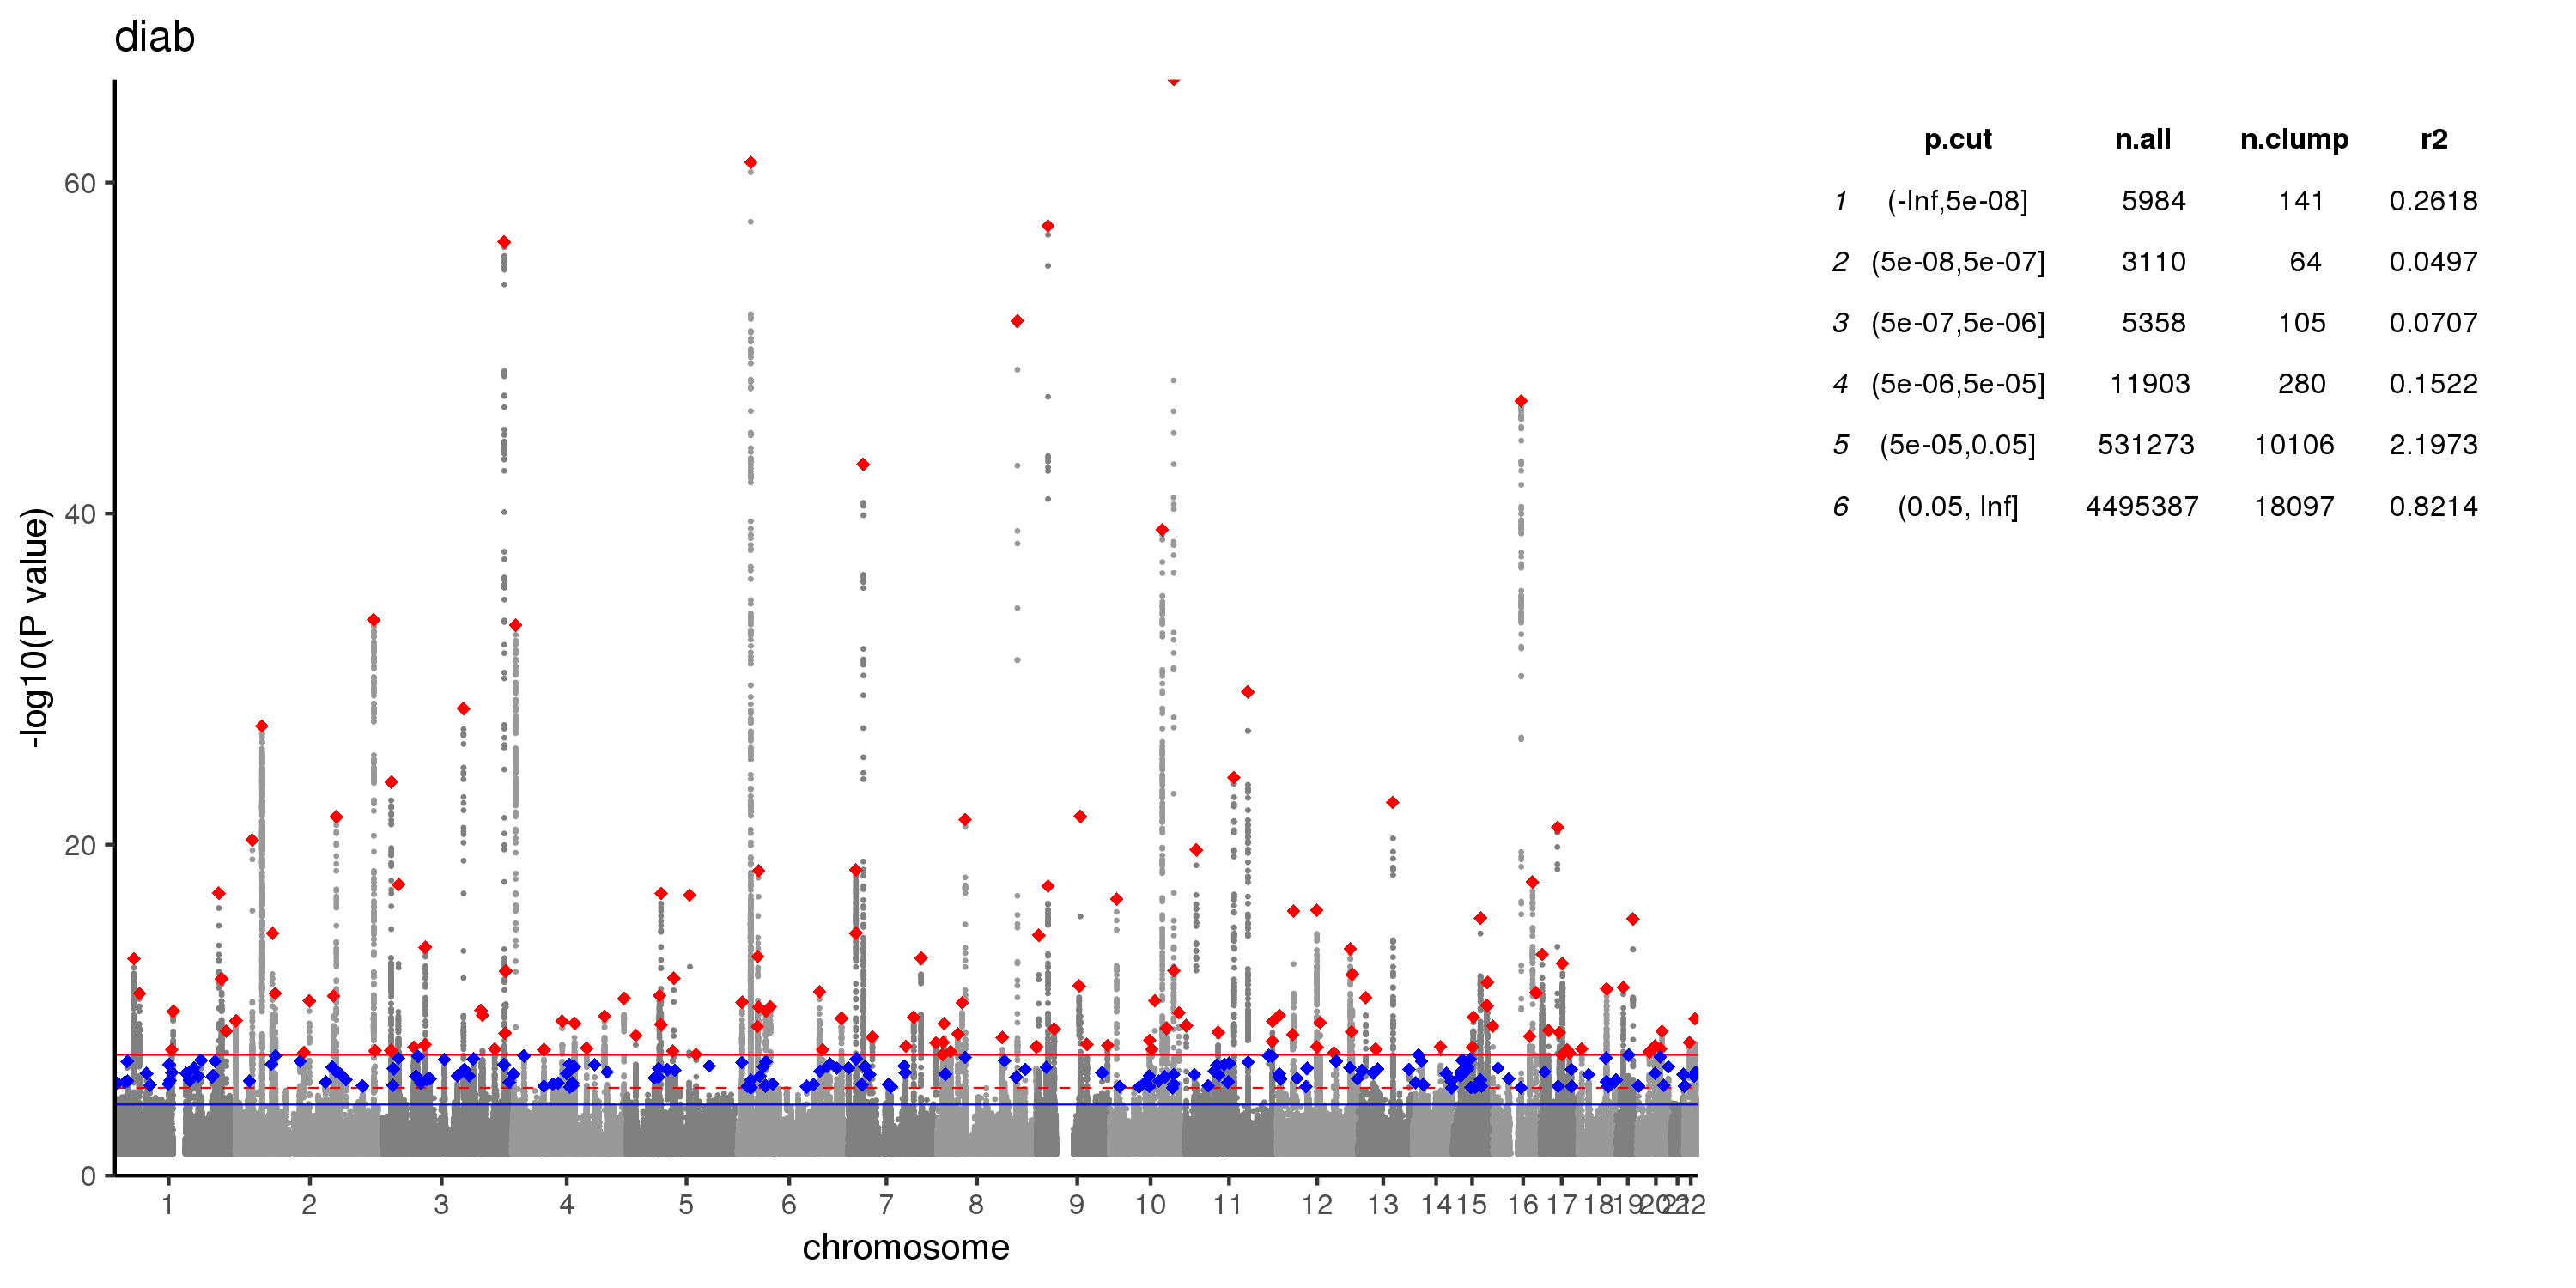 diab
p.cut n.all n.clump r2
1 (-Inf,5e-08] 5984 141 0.2618
2 (5e-08,5e-07] 3110 64 0.0497
3 (5e-07,5e-06] 5358 105 0.0707
4 (5e-06,5e-05] 11903 280 0.1522
5 (5e-05,0.05] 531273 10106 2.1973
6 (0.05, Inf] 4495387 18097 0.8214
-log10(P value)
60
40
20
0
1 2 3 4 5 6 7 8 9 10 11 12 13 14 15 16 17 18 19 20 21 22
chromosome